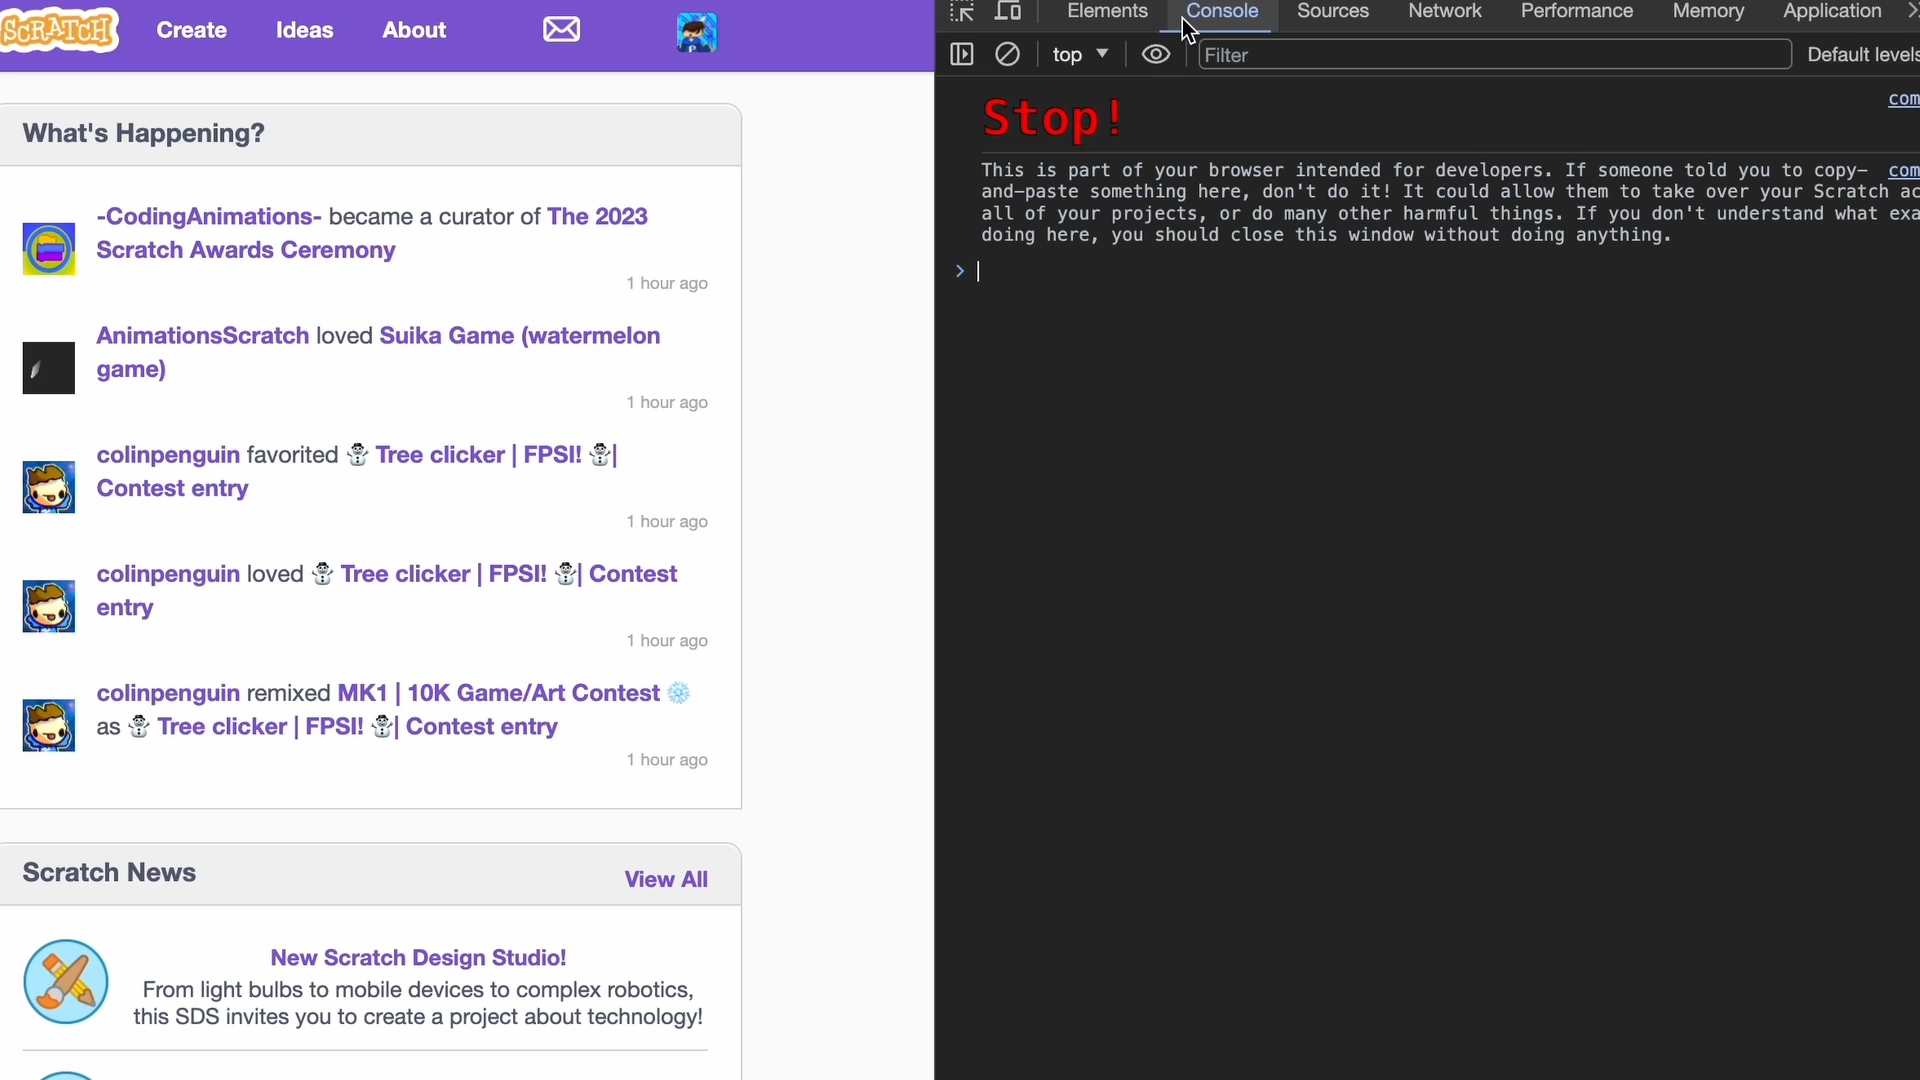 SCRATCH Create Ideas About
What's Happening?
-CodingAnimations- became a curator of The 2023
Scratch Awards Ceremony
1 hour ago
AnimationsScratch loved Suika Game (watermelon
game)
1 hour ago
colinpenguin favorited ☃ Tree clicker | FPSI! ☃|
Contest entry
1 hour ago
colinpenguin loved ☃ Tree clicker | FPSI! ☃| Contest
entry
1 hour ago
colinpenguin remixed MK1 | 10K Game/Art Contest ❄
as ☃ Tree clicker | FPSI! ☃| Contest entry
1 hour ago
Scratch News View All
New Scratch Design Studio!
From light bulbs to mobile devices to complex robotics,
this SDS invites you to create a project about technology!
Elements Console Sources Network Performance Memory Application
top Filter Default levels
Stop! com
This is part of your browser intended for developers. If someone told you to copy- com
and-paste something here, don't do it! It could allow them to take over your Scratch ac
all of your projects, or do many other harmful things. If you don't understand what exa
doing here, you should close this window without doing anything.